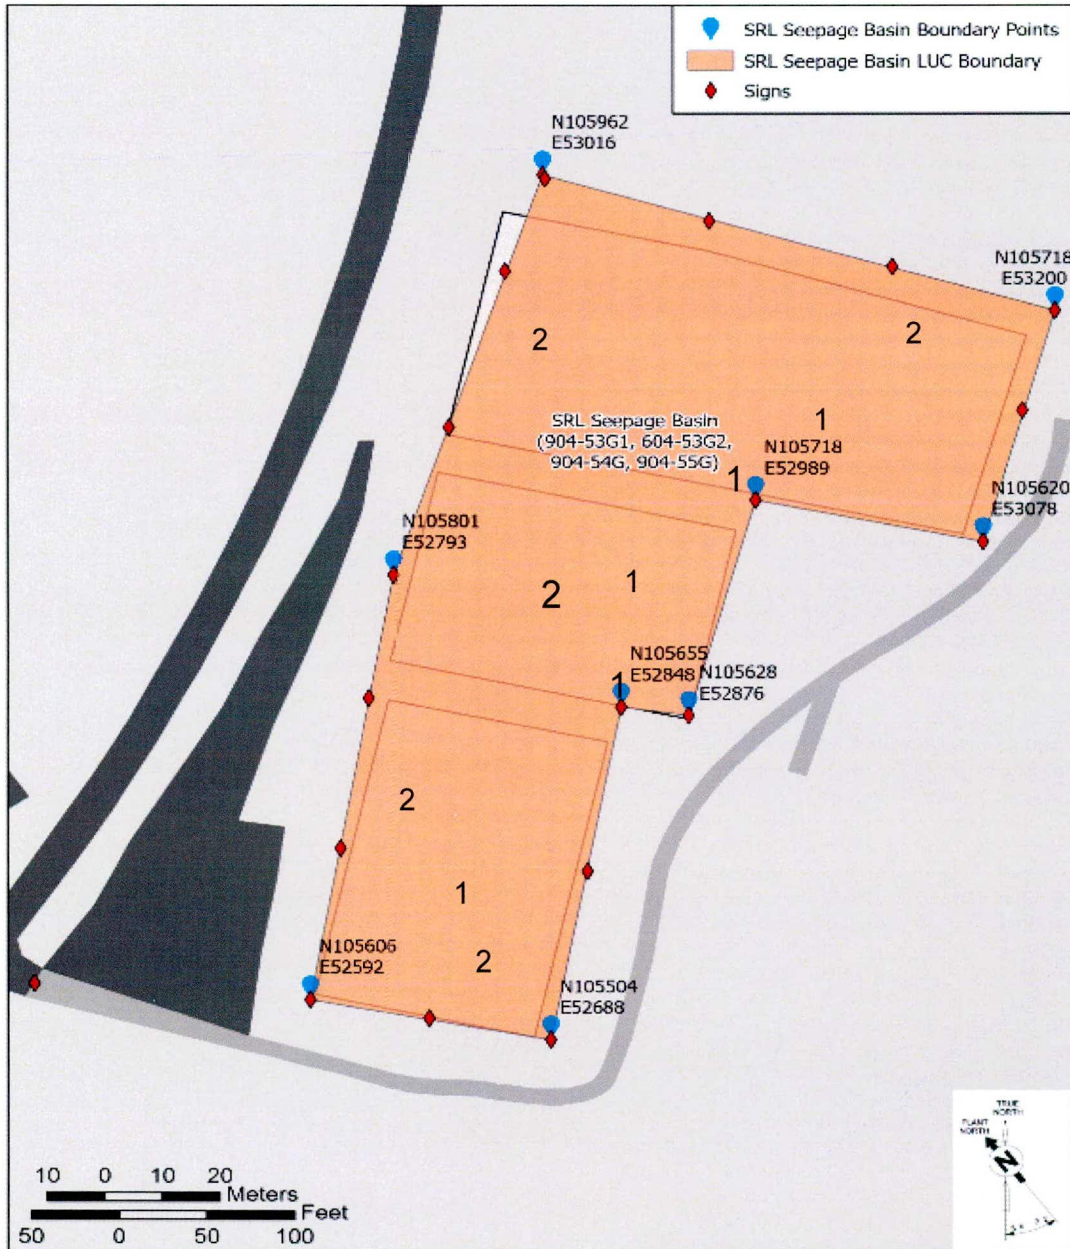 SRL Seepage Basin Boundary Points
SRL Seepage Basin LUC Boundary
Signs
N105962
E53016
N105718
E53200
2
2
1
SRL Seepage Basin
(904-53G1, 604-53G2,
904-54G, 904-55G)
N105718
E52989
1
N105620
E53078
N105801
E52793
2
1
N105655
E52848
1
N105628
E52876
2
1
2
N105606
E52592
N105504
E52688
TRUE
NORTH
PLANT
NORTH
N
10 0 10 20
Meters
Feet
50 0 50 100